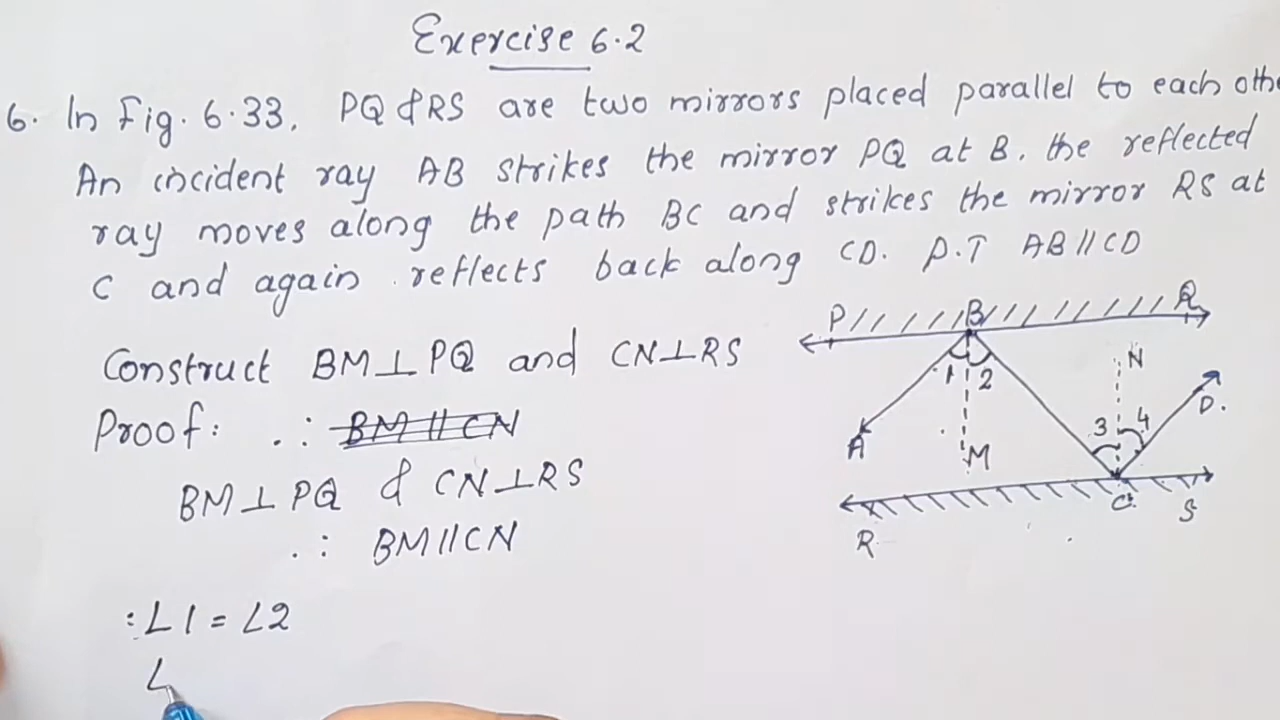 Exercise 6.2
6. In Fig. 6.33, PQ & RS are two mirrors placed parallel to each othe
An incident ray AB strikes the mirror PQ at B. the reflected
ray moves along the path BC and strikes the mirror RS at
C and again reflects back along CD. P.T AB//CD
Construct BM⊥PQ and CN⊥RS
Proof: ∴ BM||CN
BM⊥PQ & CN⊥RS
∴ BM//CN
:∠1 = ∠2
∠
P B Q
1 2
N
A
M
3 4
D.
R
C
S